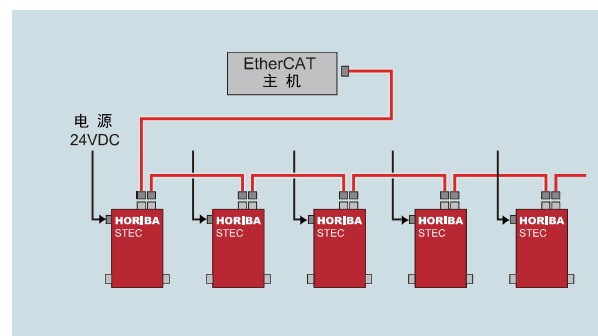 EtherCAT
主 机
电 源
24VDC
HORIBA
STEC
HORIBA
STEC
HORIBA
STEC
HORIBA
STEC
HORIBA
STEC